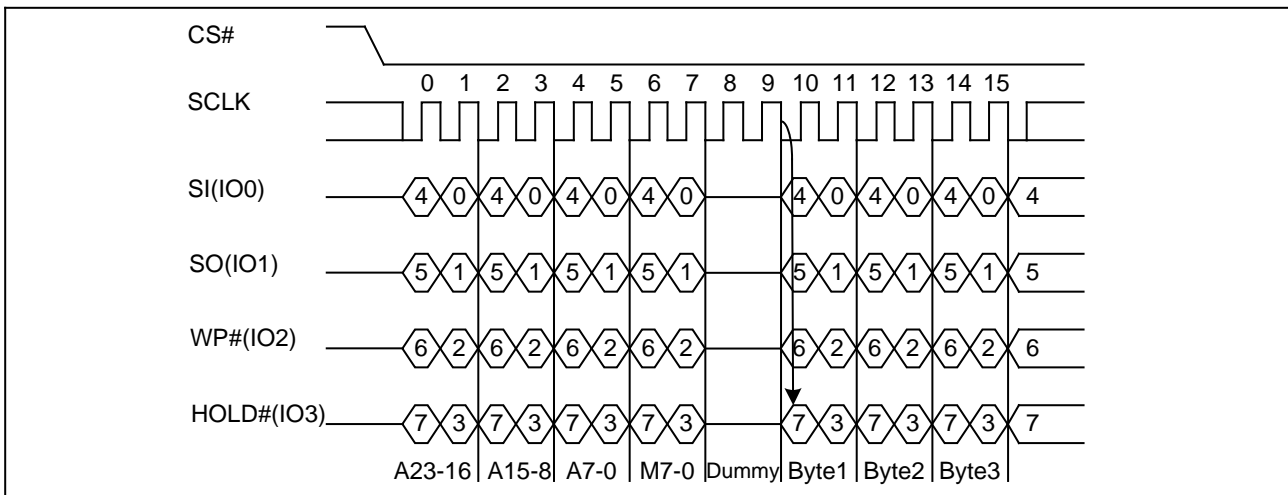 CS#
0 1 2 3 4 5 6 7 8 9 10 11 12 13 14 15
SCLK
SI(IO0) 4 0 4 0 4 0 4 0 4 0 4 0 4 0 4
SO(IO1) 5 1 5 1 5 1 5 1 5 1 5 1 5 1 5
WP#(IO2) 6 2 6 2 6 2 6 2 6 2 6 2 6 2 6
HOLD#(IO3) 7 3 7 3 7 3 7 3 7 3 7 3 7 3 7
A23-16 A15-8 A7-0 M7-0 Dummy Byte1 Byte2 Byte3